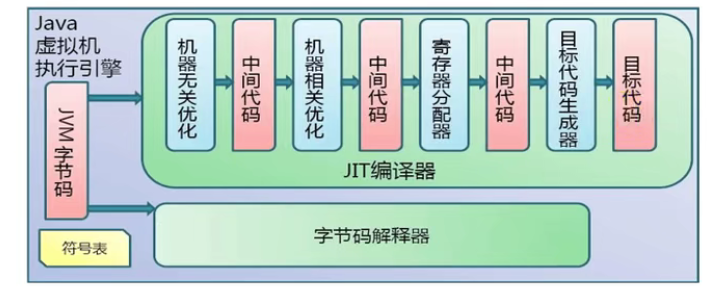 Java
虚拟机
执行引擎
JVM字节码
符号表
机器无关优化
中间代码
机器相关优化
中间代码
寄存器分配器
中间代码
目标代码生成器
目标代码
JIT编译器
字节码解释器